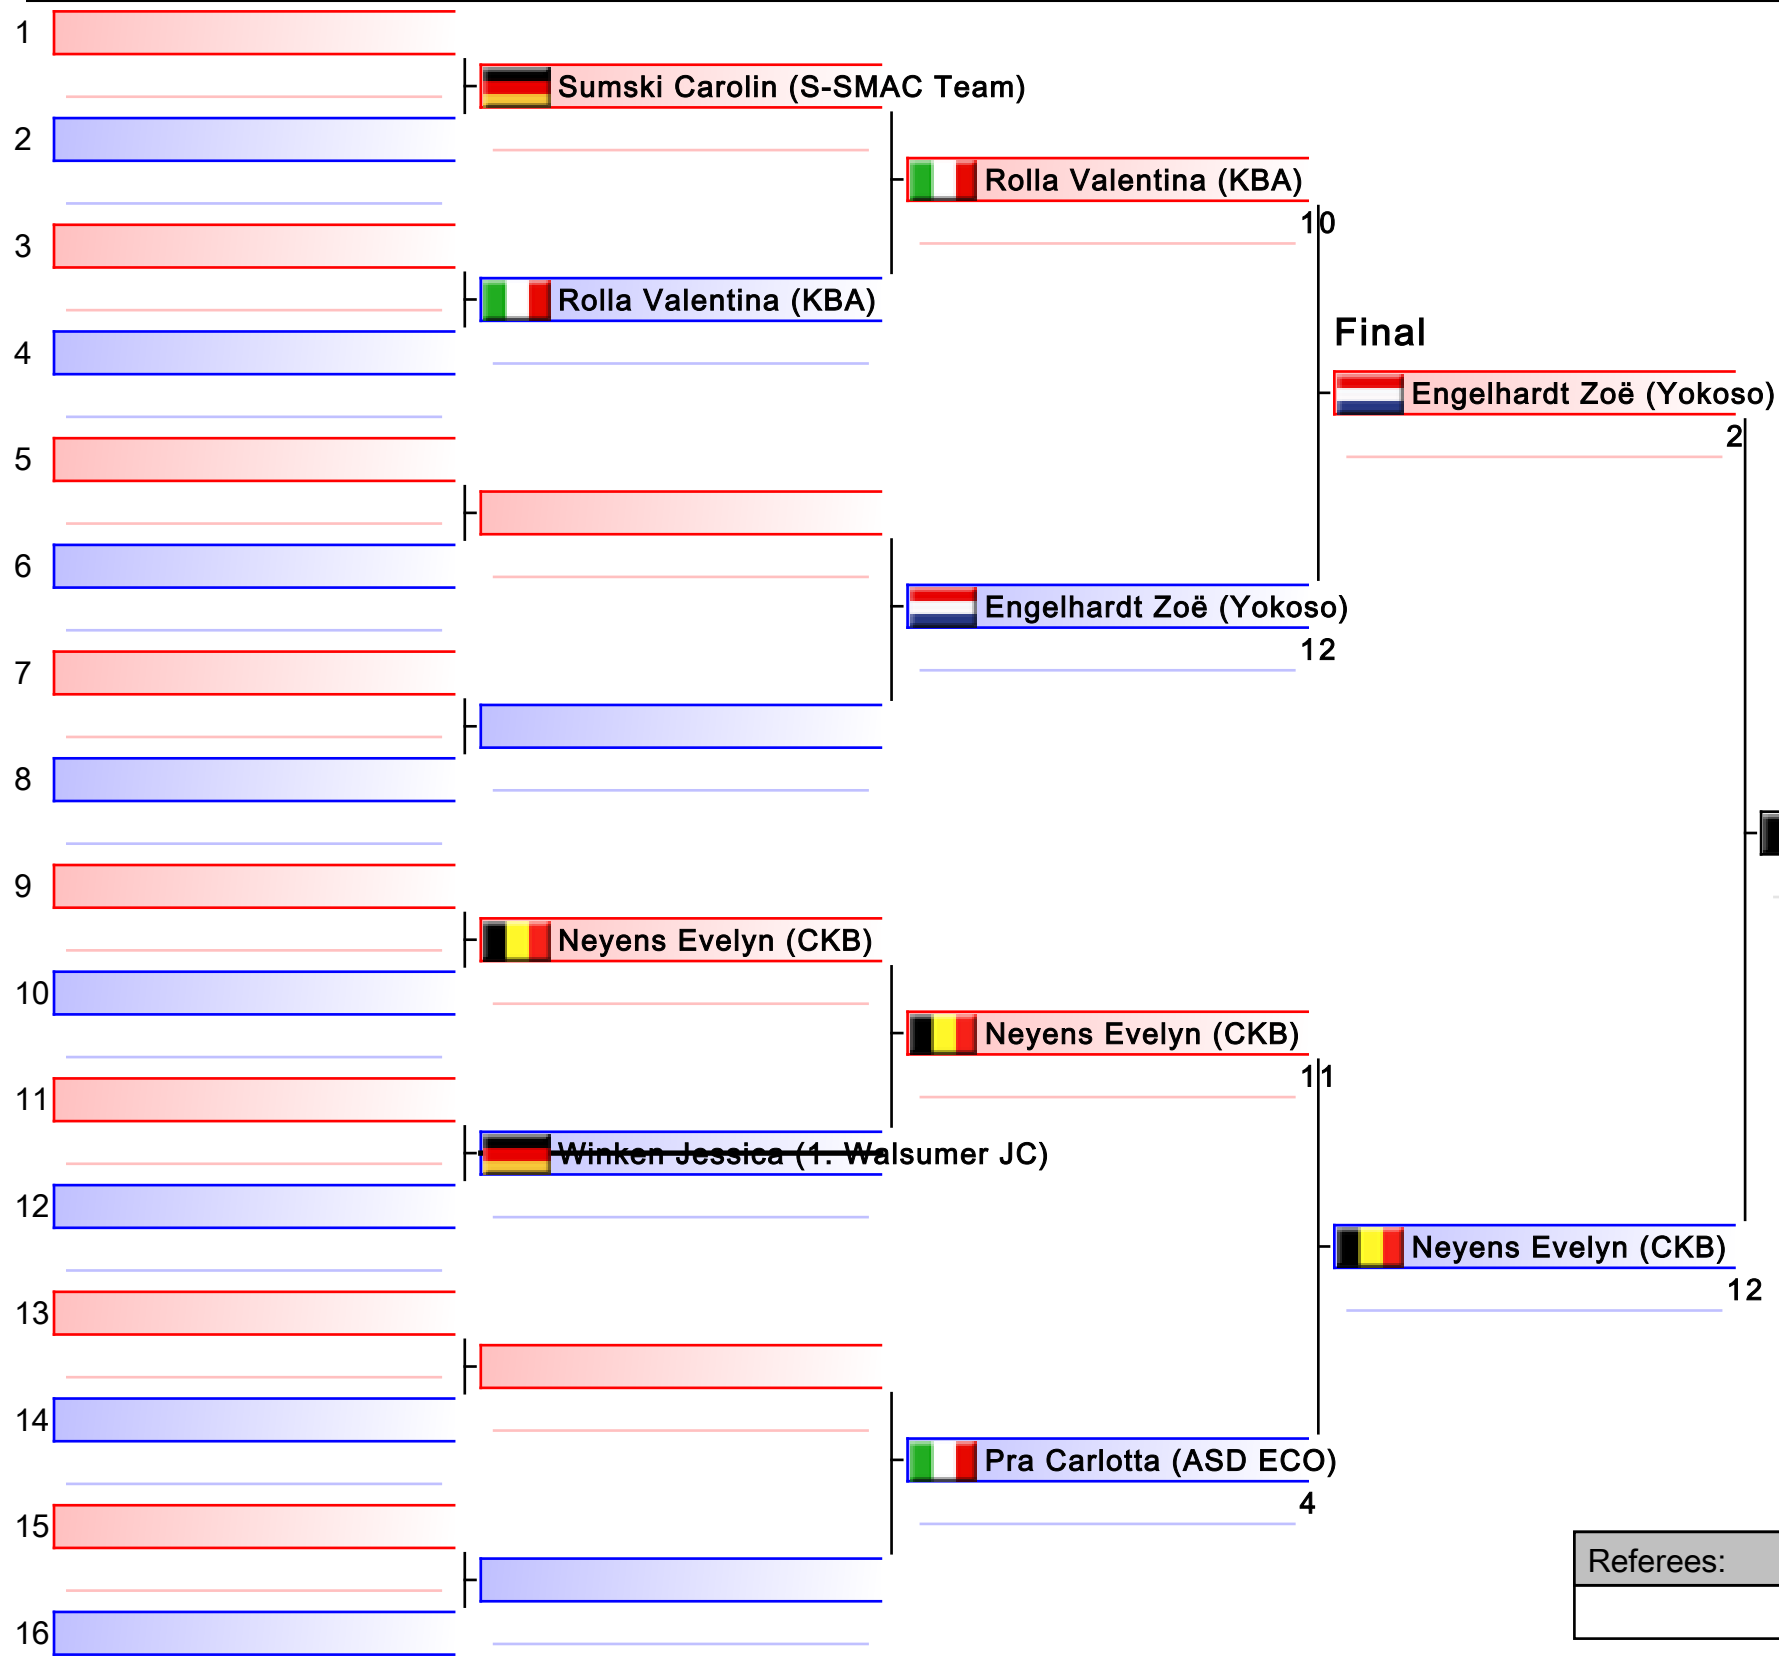 1
Sumski Carolin (S-SMAC Team)
2
Rolla Valentina (KBA)
10
3
Rolla Valentina (KBA)
Final
4
Engelhardt Zoë (Yokoso)
2
5
6
Engelhardt Zoë (Yokoso)
12
7
8
9
Neyens Evelyn (CKB)
10
Neyens Evelyn (CKB)
11
11
Winken Jessica (1. Walsumer JC)
12
Neyens Evelyn (CKB)
12
13
14
Pra Carlotta (ASD ECO)
4
15
Referees:
16